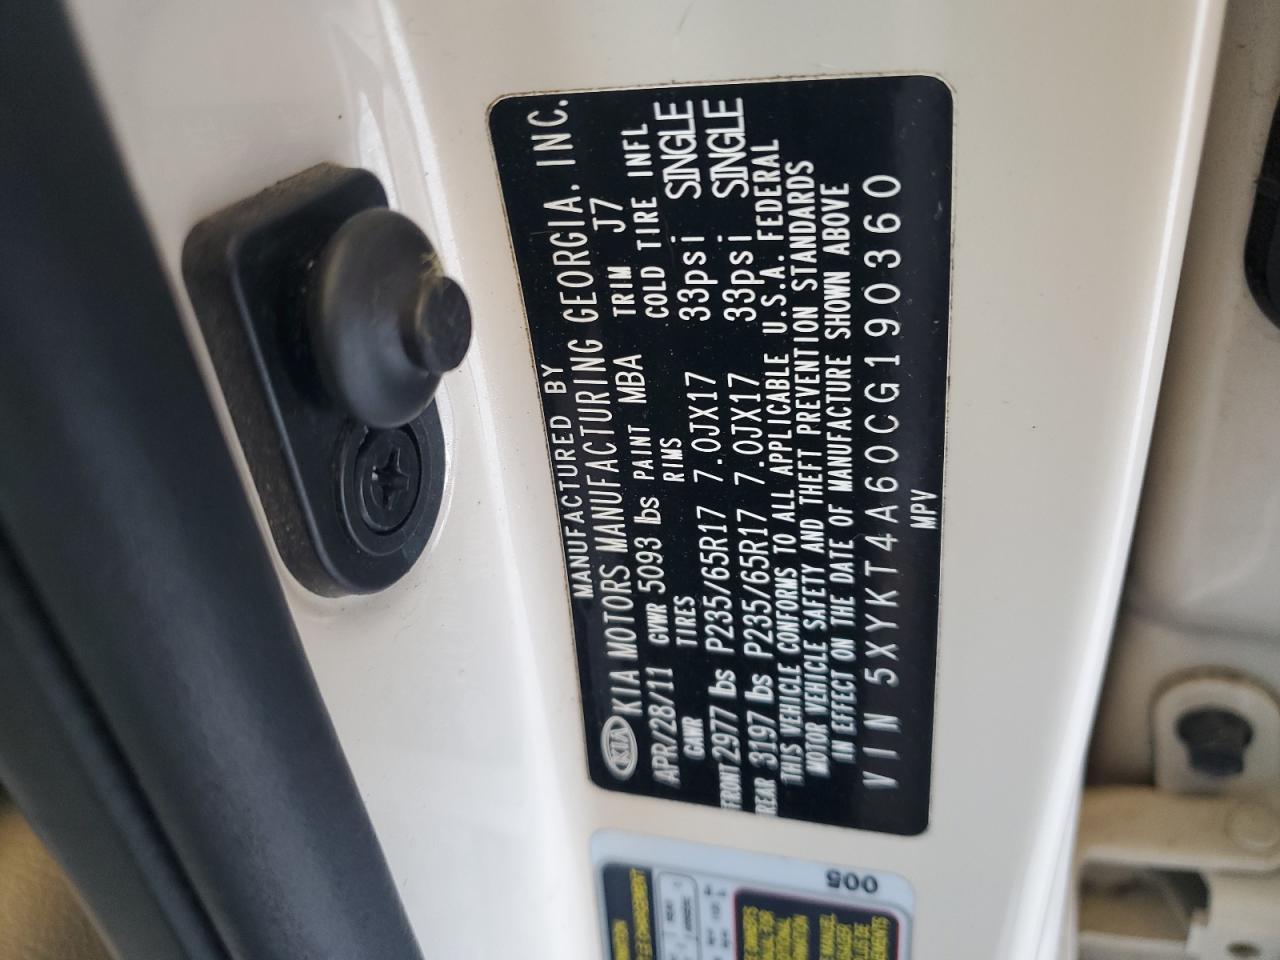 MANUFACTURED BY
KIA KIA MOTORS MANUFACTURING GEORGIA, INC.
APR/28/11 GVWR 5093 lbs PAINT MBA TRIM J7
GAWR TIRES RIMS COLD TIRE INFL
FRONT 2977 lbs P235/65R17 7.0JX17 33psi SINGLE
REAR 3197 lbs P235/65R17 7.0JX17 33psi SINGLE
THIS VEHICLE CONFORMS TO ALL APPLICABLE U.S.A. FEDERAL
MOTOR VEHICLE SAFETY AND THEFT PREVENTION STANDARDS
IN EFFECT ON THE DATE OF MANUFACTURE SHOWN ABOVE
VIN 5XYKT4A60CG190360
MPV
005